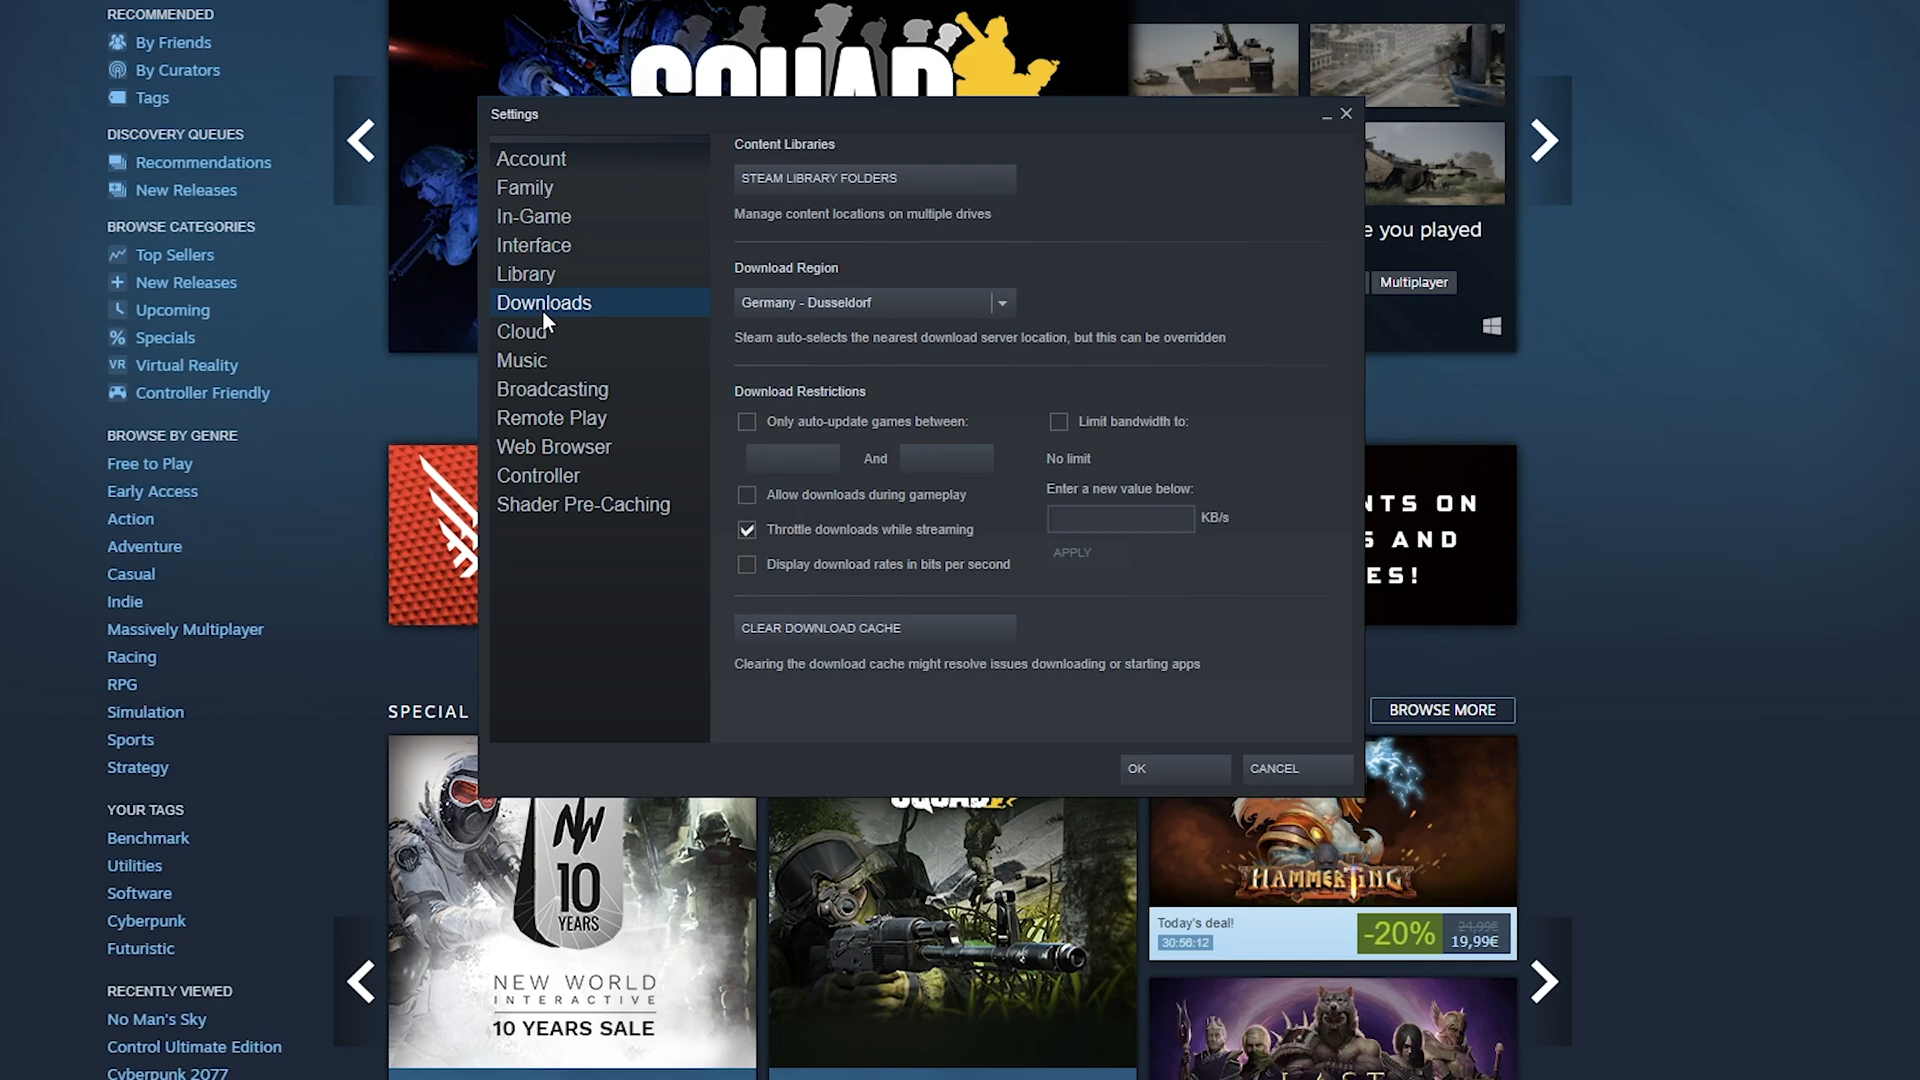 RECOMMENDED
By Friends
By Curators
Tags
DISCOVERY QUEUES
Recommendations
New Releases
BROWSE CATEGORIES
Top Sellers
New Releases
Upcoming
Specials
VR Virtual Reality
Controller Friendly
BROWSE BY GENRE
Free to Play
Early Access
Action
Adventure
Casual
Indie
Massively Multiplayer
Racing
RPG
Simulation
Sports
Strategy
YOUR TAGS
Benchmark
Utilities
Software
Cyberpunk
Futuristic
RECENTLY VIEWED
No Man's Sky
Control Ultimate Edition
Cyberpunk 2077
SQUAD
e you played
Multiplayer
Settings
Account
Family
In-Game
Interface
Library
Downloads
Cloud
Music
Broadcasting
Remote Play
Web Browser
Controller
Shader Pre-Caching
Content Libraries
STEAM LIBRARY FOLDERS
Manage content locations on multiple drives
Download Region
Germany - Dusseldorf
Steam auto-selects the nearest download server location, but this can be overridden
Download Restrictions
Only auto-update games between:
And
Allow downloads during gameplay
Throttle downloads while streaming
Display download rates in bits per second
Limit bandwidth to:
No limit
Enter a new value below:
KB/s
APPLY
CLEAR DOWNLOAD CACHE
Clearing the download cache might resolve issues downloading or starting apps
OK
CANCEL
NTS ON
S AND
ES!
SPECIAL
BROWSE MORE
NW
10
YEARS
NEW WORLD
INTERACTIVE
10 YEARS SALE
SQUAD
HAMMERTING
Today's deal!
30:56:12
-20%
24,99€
19,99€
LAST